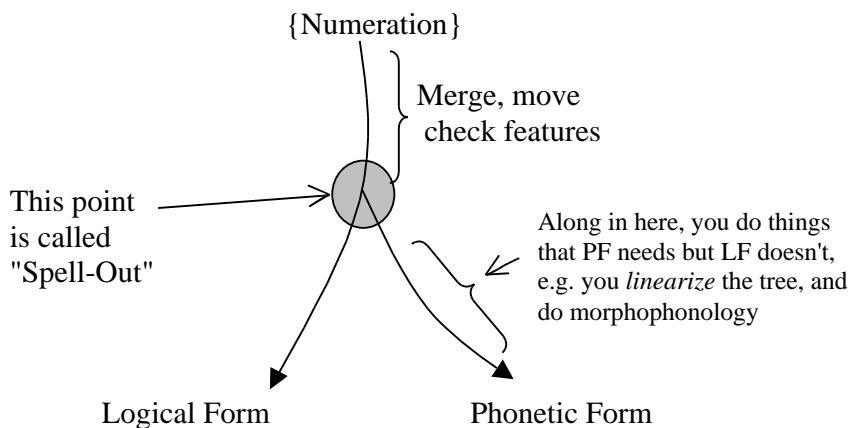 {Numeration}
Merge, move
check features
This point
is called
"Spell-Out"
Along in here, you do things
that PF needs but LF doesn't,
e.g. you linearize the tree, and
do morphophonology
Logical Form
Phonetic Form